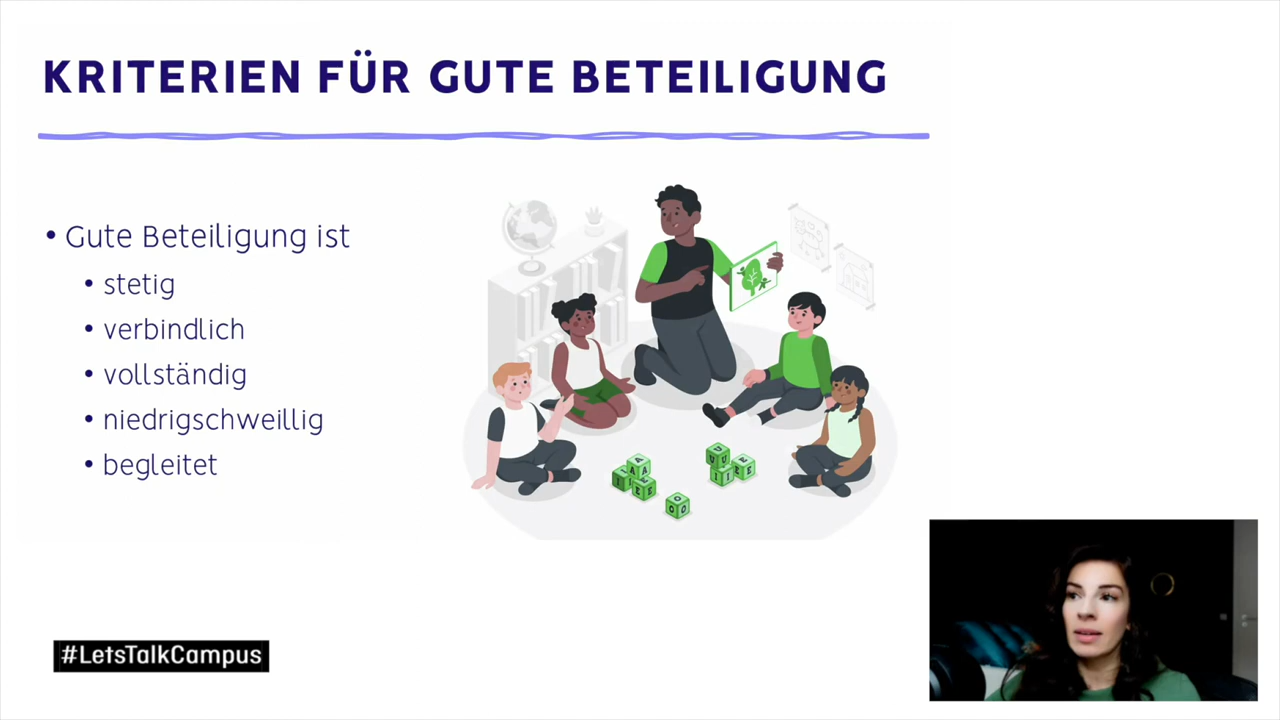 KRITERIEN FÜR GUTE BETEILIGUNG
• Gute Beteiligung ist
• stetig
• verbindlich
• vollständig
• niedrigschweillig
• begleitet
#LetsTalkCampus